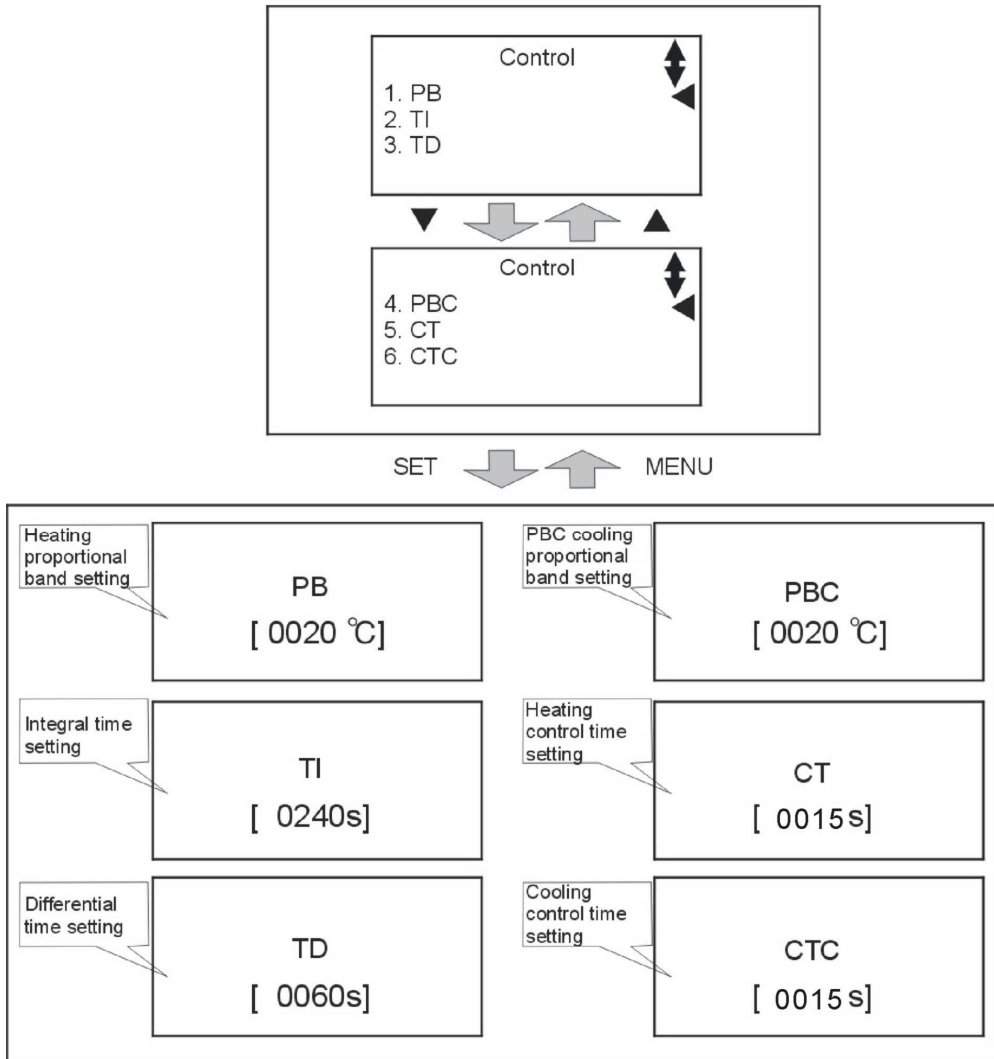 Control
1. PB
2. TI
3. TD
Control
4. PBC
5. CT
6. CTC
SET
MENU
Heating
proportional
band setting
PB
[ 0020 ℃]
PBC cooling
proportional
band setting
PBC
[ 0020 ℃]
Integral time
setting
TI
[ 0240s]
Heating
control time
setting
CT
[ 0015s]
Differential
time setting
TD
[ 0060s]
Cooling
control time
setting
CTC
[ 0015s]